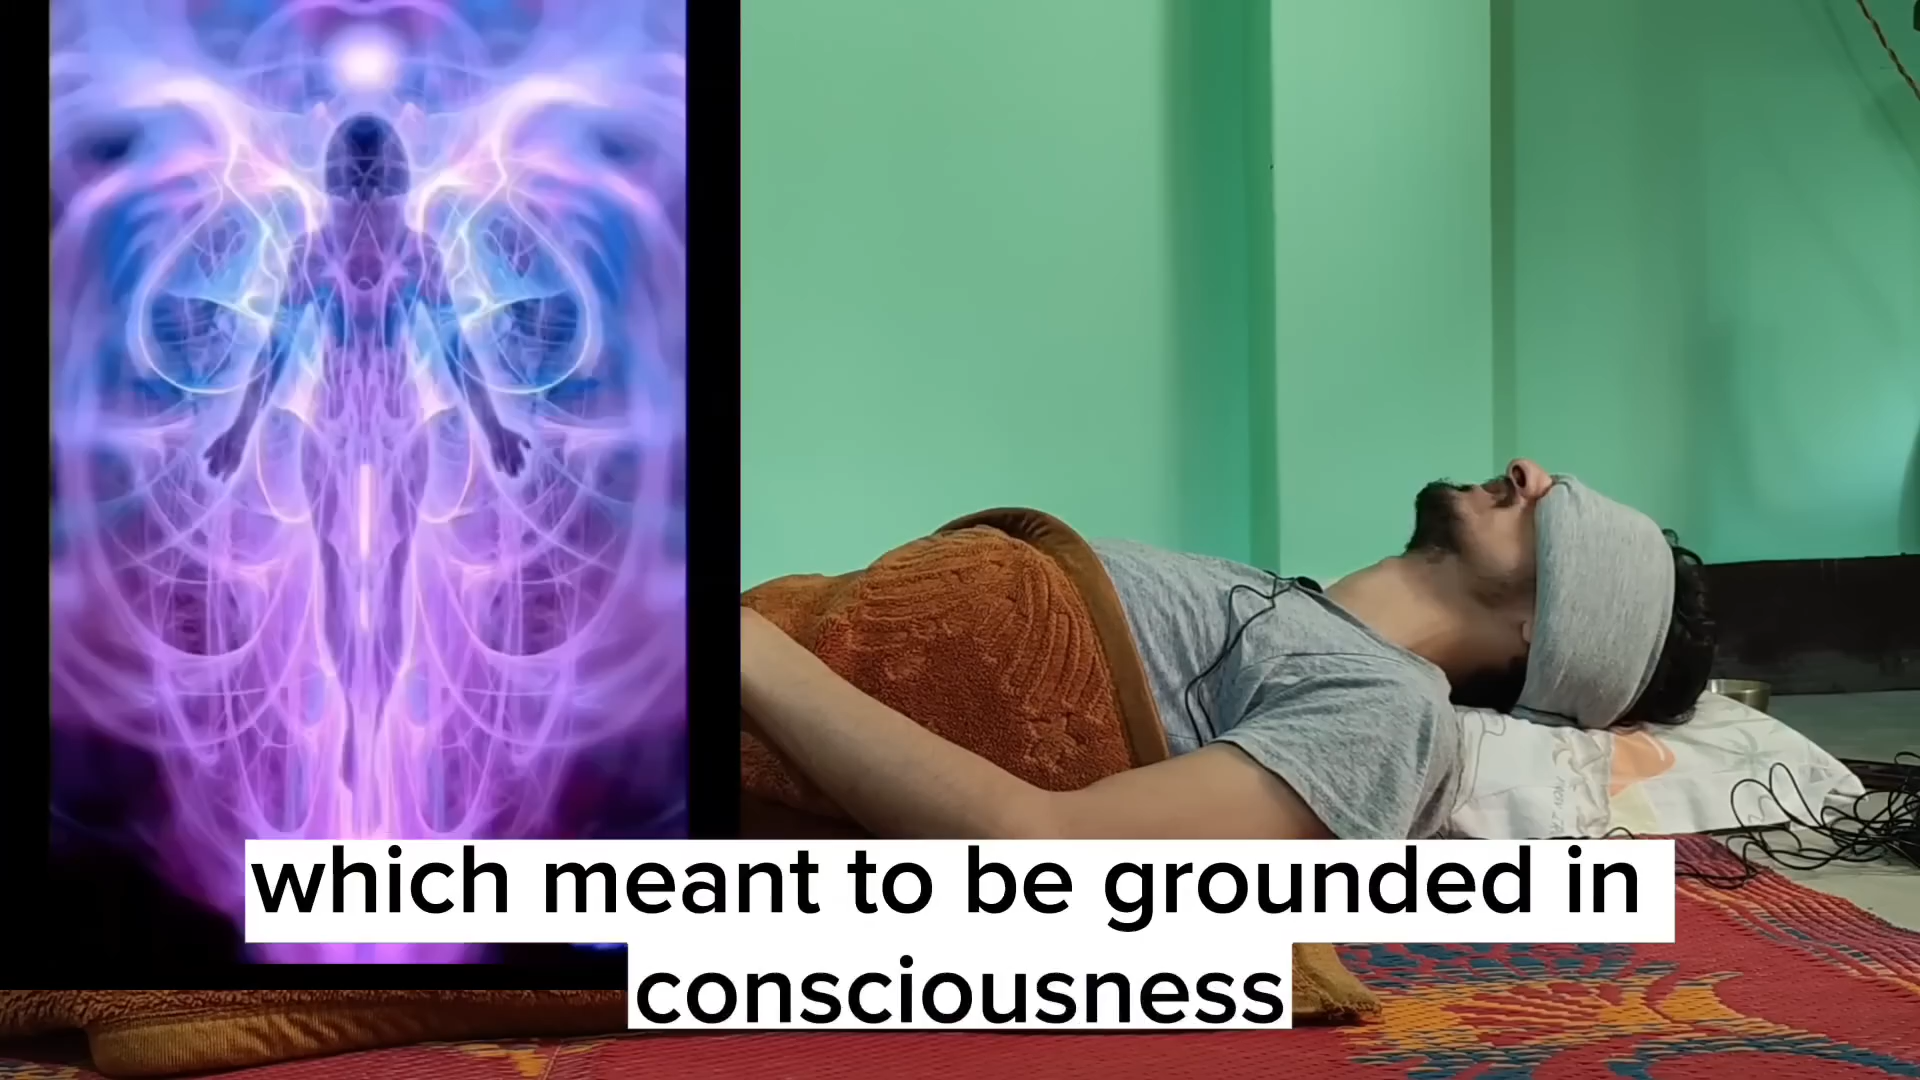 which meant to be grounded in
consciousness